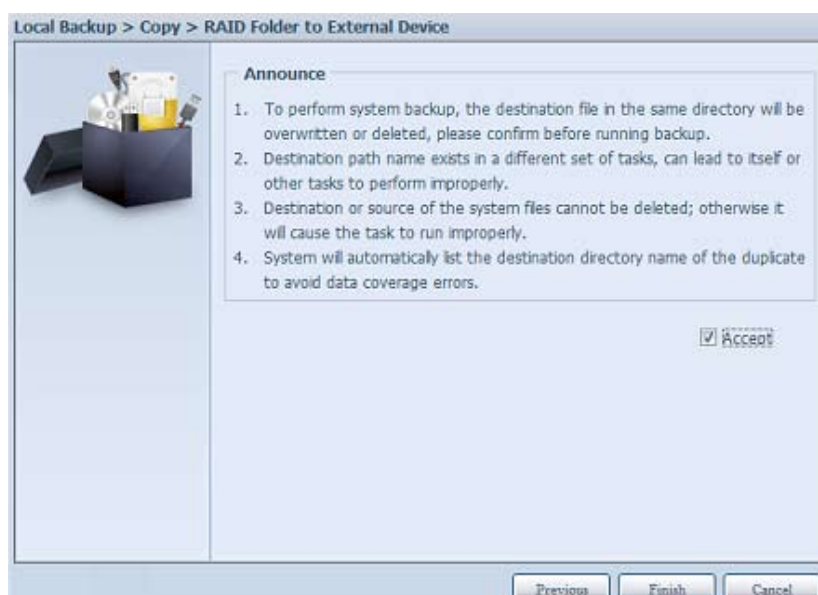 Local Backup > Copy > RAID Folder to External Device
Announce
1. To perform system backup, the destination file in the same directory will be
overwritten or deleted, please confirm before running backup.
2. Destination path name exists in a different set of tasks, can lead to itself or
other tasks to perform improperly.
3. Destination or source of the system files cannot be deleted; otherwise it
will cause the task to run improperly.
4. System will automatically list the destination directory name of the duplicate
to avoid data coverage errors.
Accept
Previous Finish Cancel